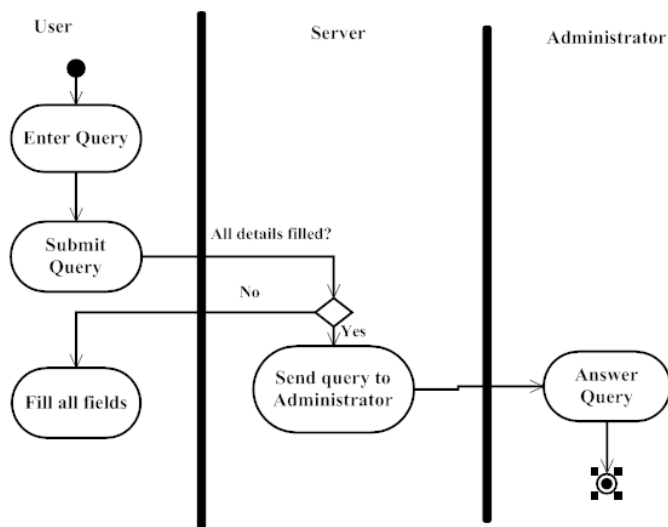 User
Server
Administrator
Enter Query
Submit
Query
All details filled?
No
Yes
Fill all fields
Send query to
Administrator
Answer
Query